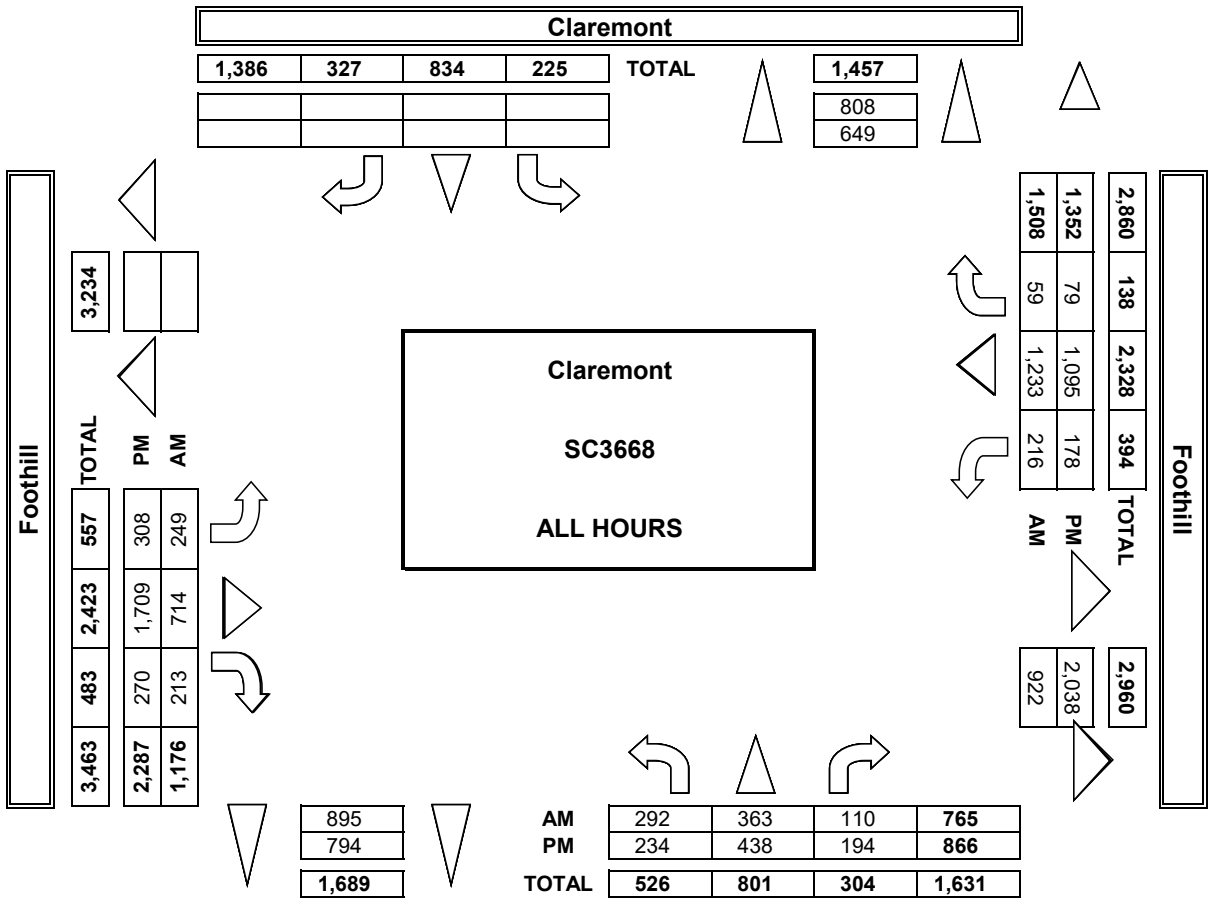 Claremont
1,386 327 834 225 TOTAL 1,457
808
649
Foothill
3,234
TOTAL PM AM
557 308 249
2,423 1,709 714
483 270 213
3,463 2,287 1,176
Claremont
SC3668
ALL HOURS
1,508 1,352 2,860
59 79 138
1,233 1,095 2,328
216 178 394
AM PM TOTAL
922 2,038 2,960
Foothill
895 AM 292 363 110 765
794 PM 234 438 194 866
1,689 TOTAL 526 801 304 1,631